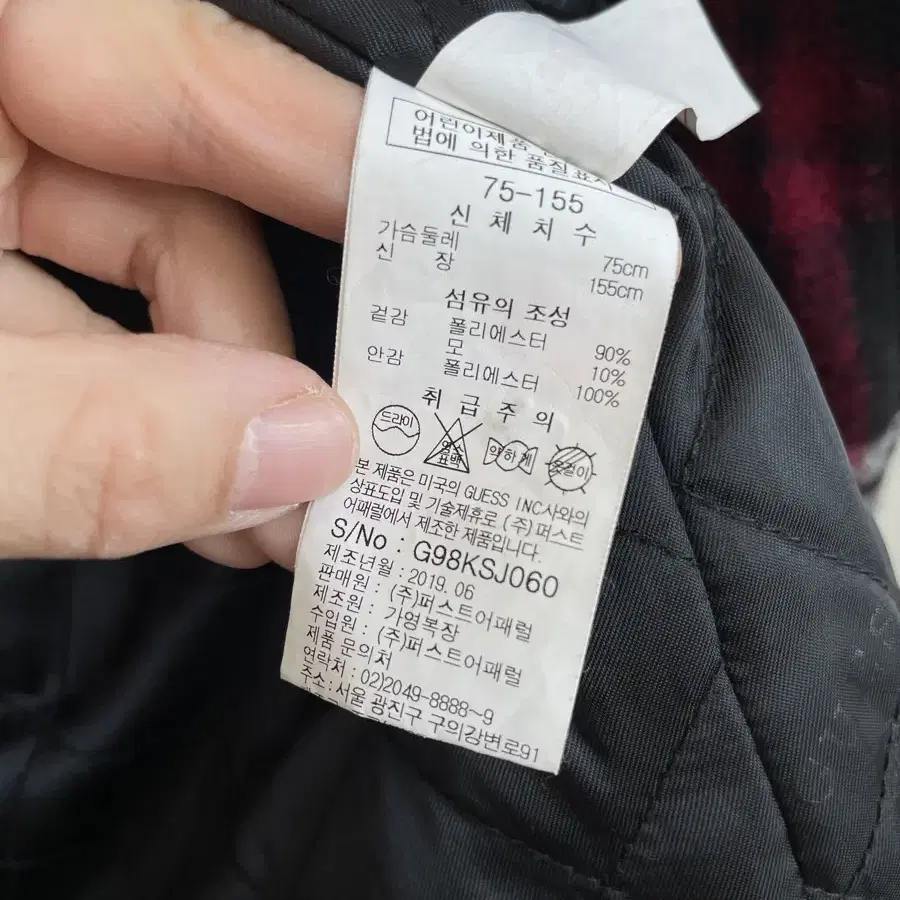 어린이제품
법에 의한 품질표시
75-155
신 체 치 수
가슴둘레 75cm
신 장 155cm
섬유의 조성
겉감 폴리에스터 90%
모 10%
안감 폴리에스터 100%
취 급 주 의
드라이 염소 표백 약하게 옷걸이
본 제품은 미국의 GUESS INC사와의
상표도입 및 기술제휴로 (주)퍼스트
어패럴에서 제조한 제품입니다.
S/No : G98KSJ060
제조년월 : 2019. 06
판매원 : (주)퍼스트어패럴
제조원 : 가영복장
수입원 : (주)퍼스트어패럴
제품 문의처
연락처 : 02)2049-8888~9
주소:서울 광진구 구의강변로91